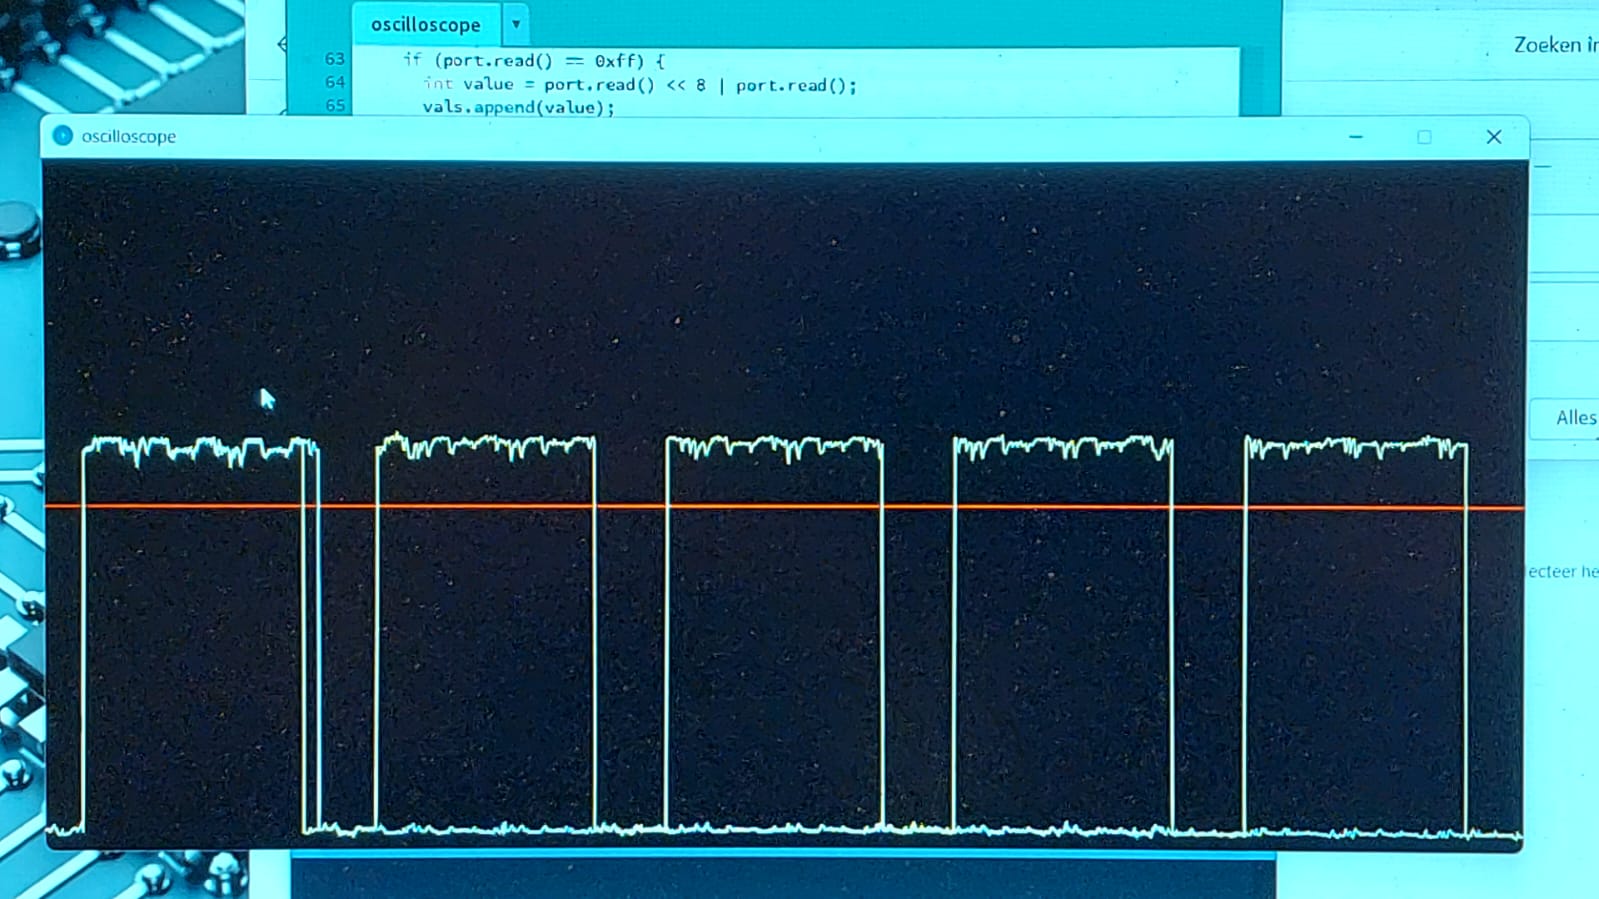 oscilloscope
Zoeken in
63 if (port.read() == 0xff) {
64 int value = port.read() << 8 | port.read();
65 vals.append(value);
oscilloscope
Alles
ecteer he